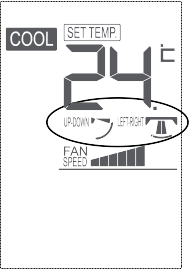 COOL
SET TEMP.
24.°C
UP-DOWN
LEFT-RIGHT
FAN
SPEED